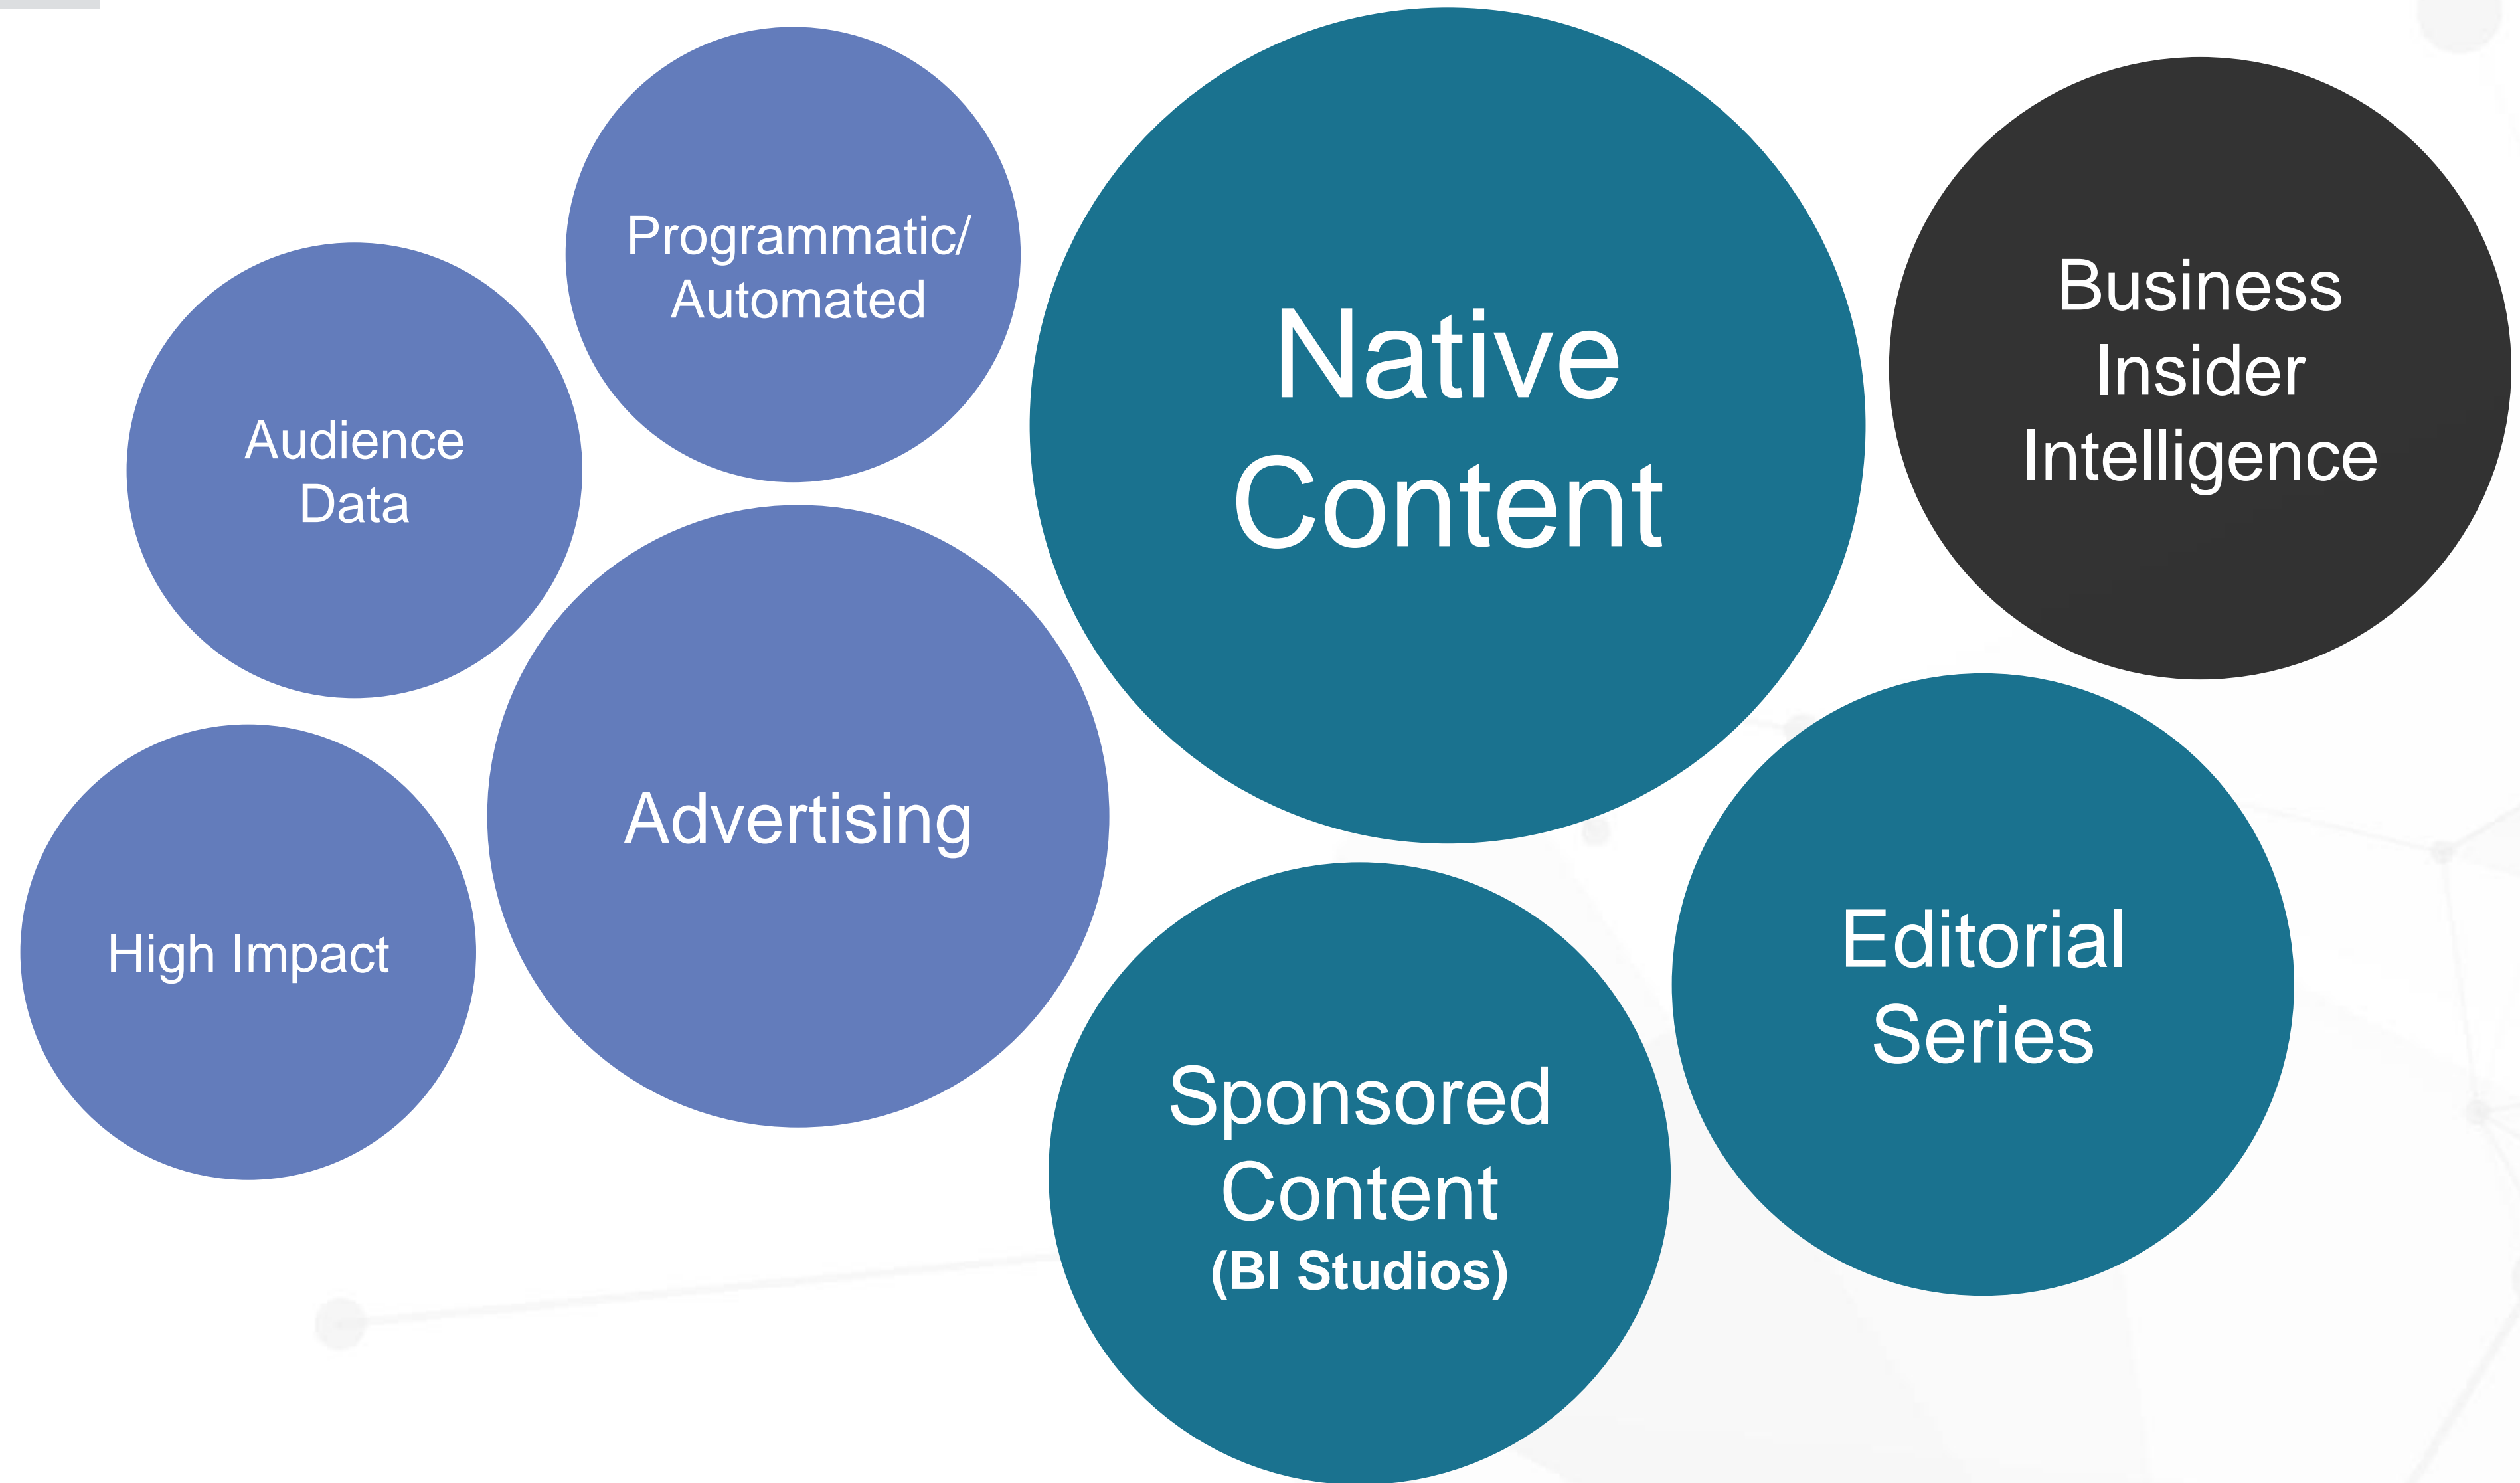 Programmatic/
Automated
Audience
Data
Native
Content
Business
Insider
Intelligence
Advertising
High Impact
Editorial
Series
Sponsored
Content
(BI Studios)